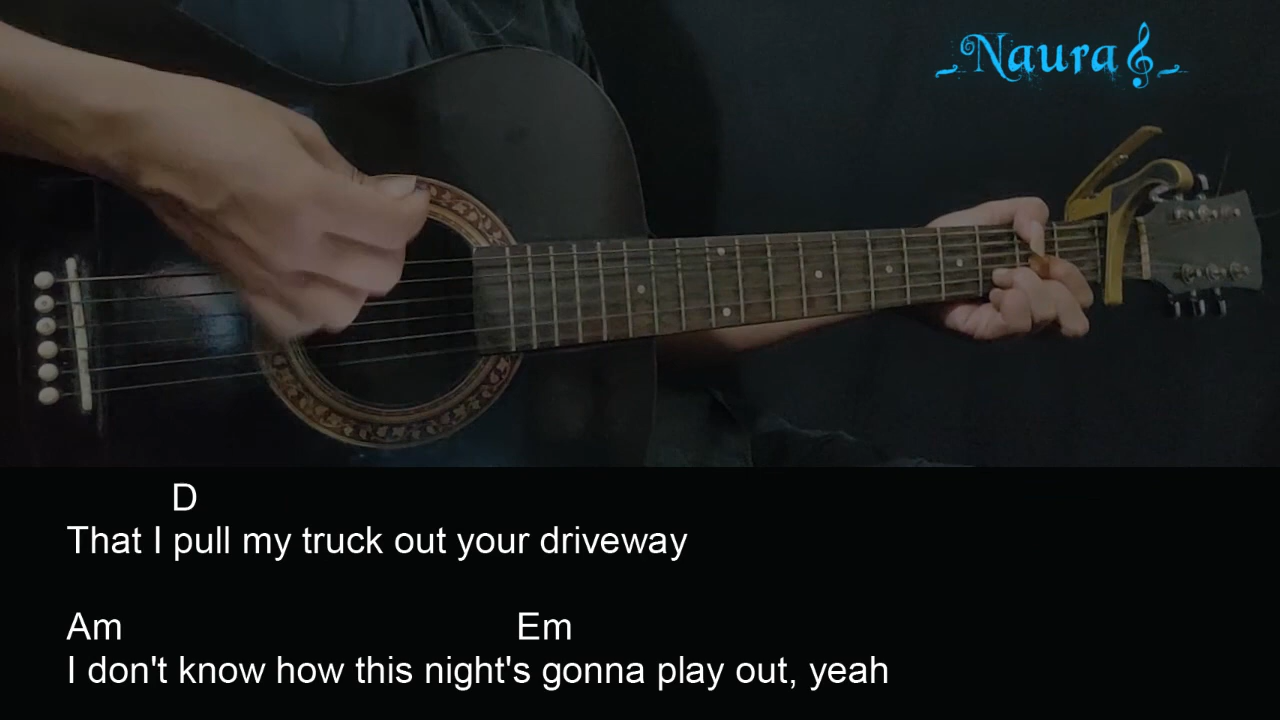 Naura
D
That I pull my truck out your driveway
Am Em
I don't know how this night's gonna play out, yeah